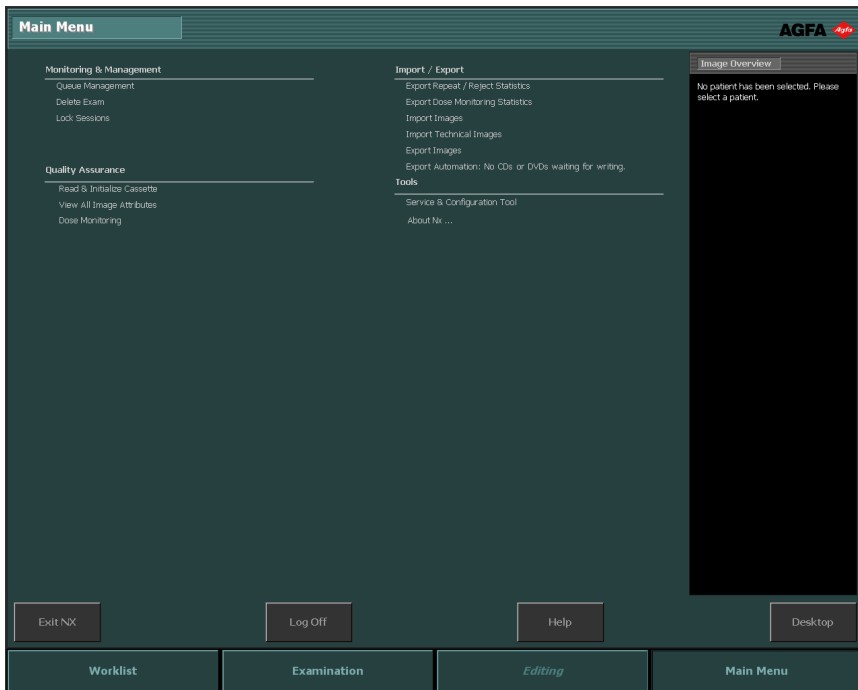 Main Menu
AGFA Agfa
Monitoring & Management
Queue Management
Delete Exam
Lock Sessions
Quality Assurance
Read & Initialize Cassette
View All Image Attributes
Dose Monitoring
Import / Export
Export Repeat / Reject Statistics
Export Dose Monitoring Statistics
Import Images
Import Technical Images
Export Images
Export Automation: No CDs or DVDs waiting for writing.
Tools
Service & Configuration Tool
About Nx ...
Image Overview
No patient has been selected. Please
select a patient.
Exit NX
Log Off
Help
Desktop
Worklist
Examination
Editing
Main Menu